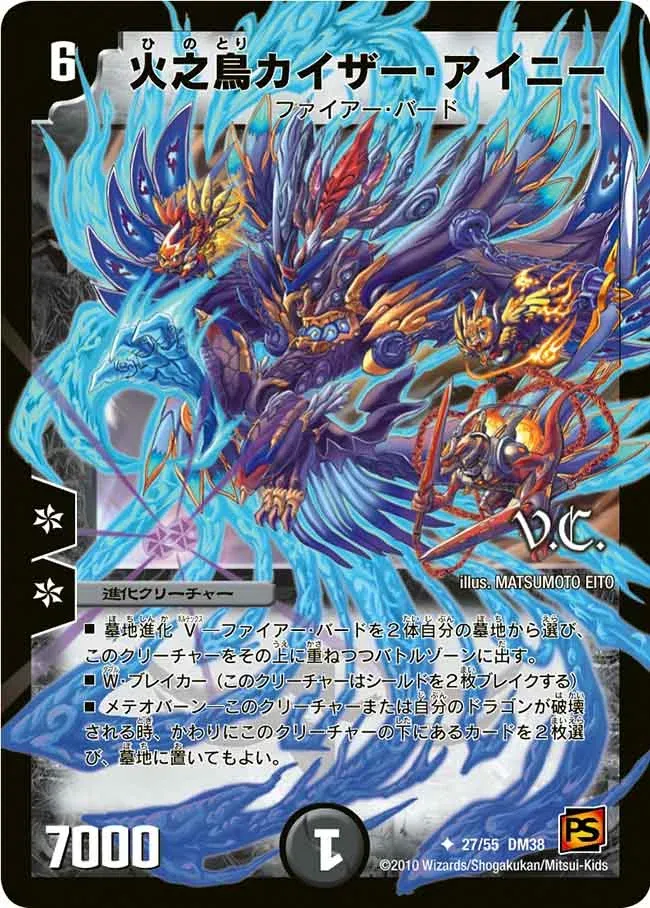 6
火之鳥カイザー・アイニー
ひのとり
ファイアー・バード
V.C.
illus. MATSUMOTO EITO
進化クリーチャー
■ 墓地進化V―ファイアー・バードを2体自分の墓地から選び、
このクリーチャーをその上に重ねつつバトルゾーンに出す。
■ W・ブレイカー（このクリーチャーはシールドを2枚ブレイクする）
■ メテオバーン―このクリーチャーまたは自分のドラゴンが破壊
される時、かわりにこのクリーチャーの下にあるカードを2枚選
び、墓地に置いてもよい。
7000
1
27/55 DM38
PS
©2010 Wizards/Shogakukan/Mitsui-Kids